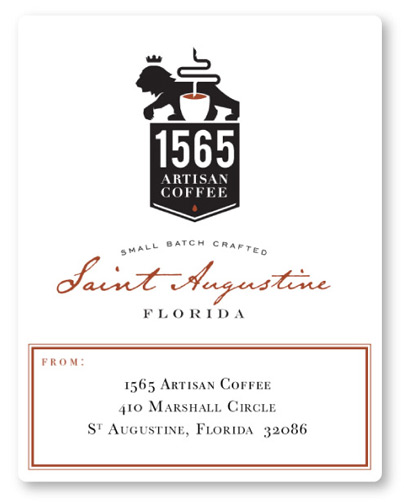 1565
ARTISAN
COFFEE
SMALL BATCH CRAFTED
Saint Augustine
FLORIDA
FROM:
1565 ARTISAN COFFEE
410 MARSHALL CIRCLE
ST AUGUSTINE, FLORIDA 32086